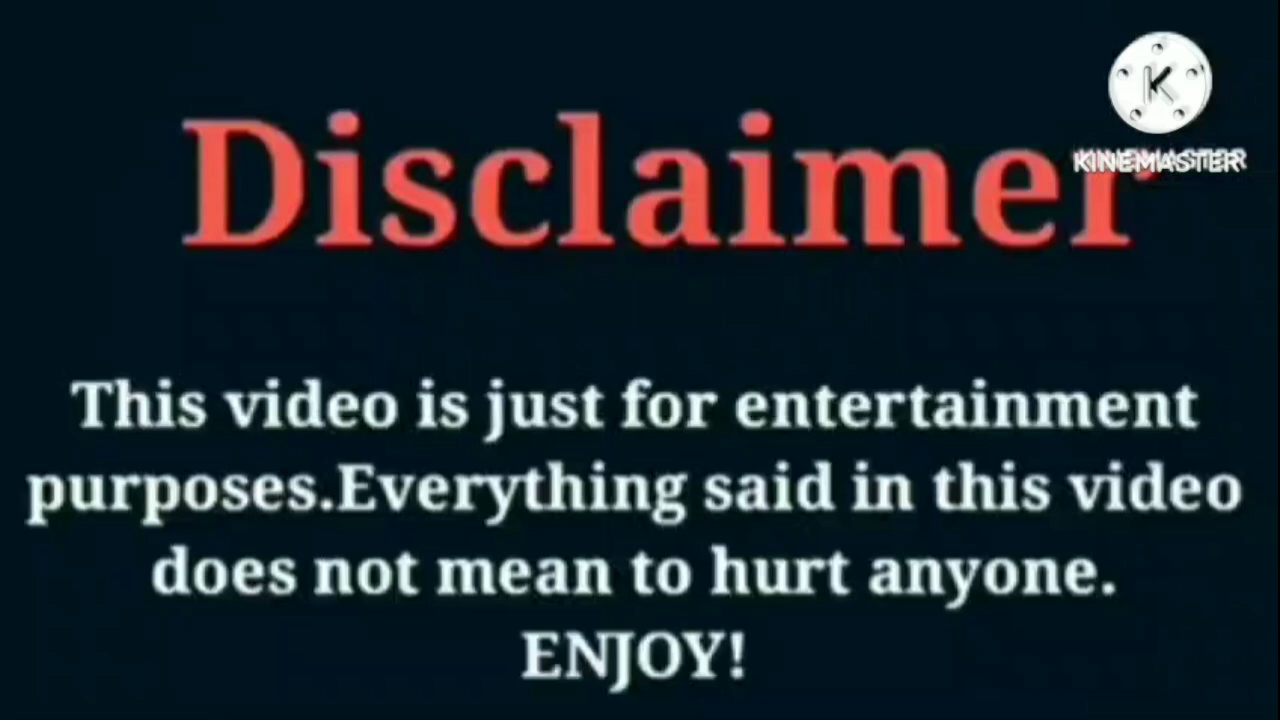 K
KINEMASTER
Disclaimer
This video is just for entertainment
purposes.Everything said in this video
does not mean to hurt anyone.
ENJOY!